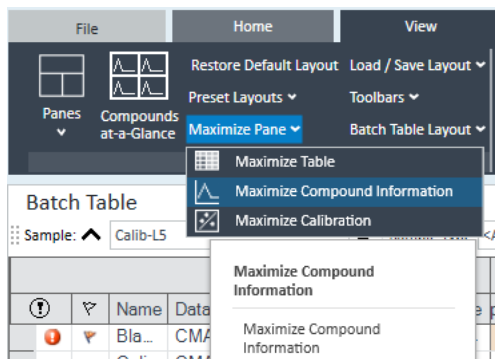 File Home View
Restore Default Layout Load / Save Layout
Panes Compounds at-a-Glance Preset Layouts Toolbars
Maximize Pane Batch Table Layout
Maximize Table
Maximize Compound Information
Maximize Calibration
Batch Table
Sample: Calib-L5
Maximize Compound
Information
Name Data
Maximize Compound
Information
Bla... CMA